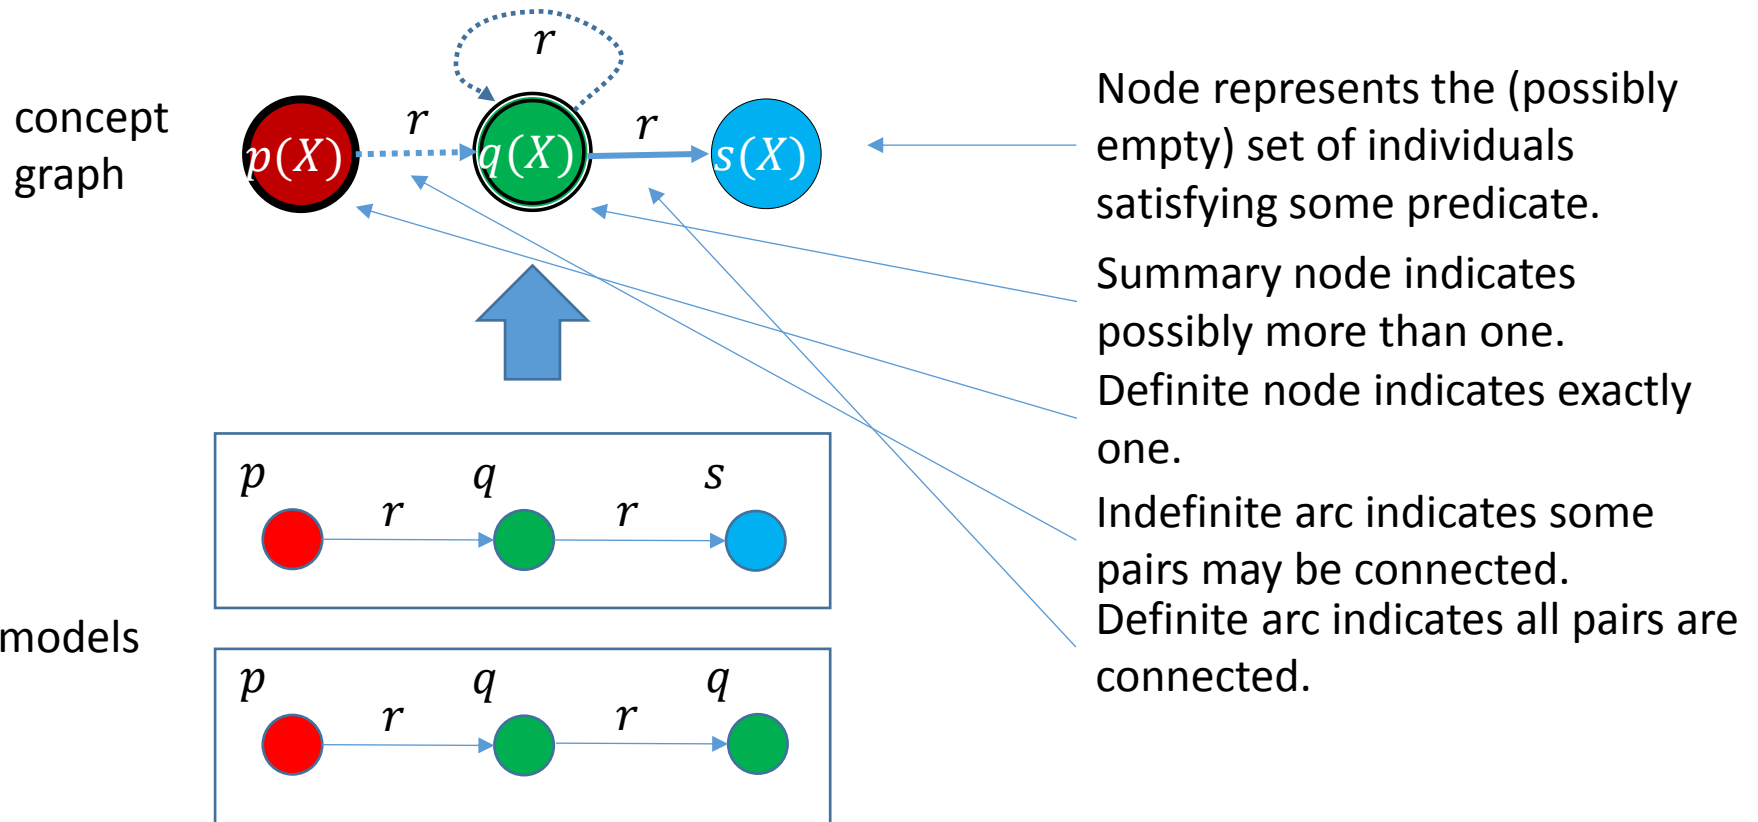 concept
graph
r
p(X)
r
q(X)
r
s(X)
Node represents the (possibly
empty) set of individuals
satisfying some predicate.
Summary node indicates
possibly more than one.
Definite node indicates exactly
one.
Indefinite arc indicates some
pairs may be connected.
Definite arc indicates all pairs are
connected.
models
p q s
r r
p q q
r r